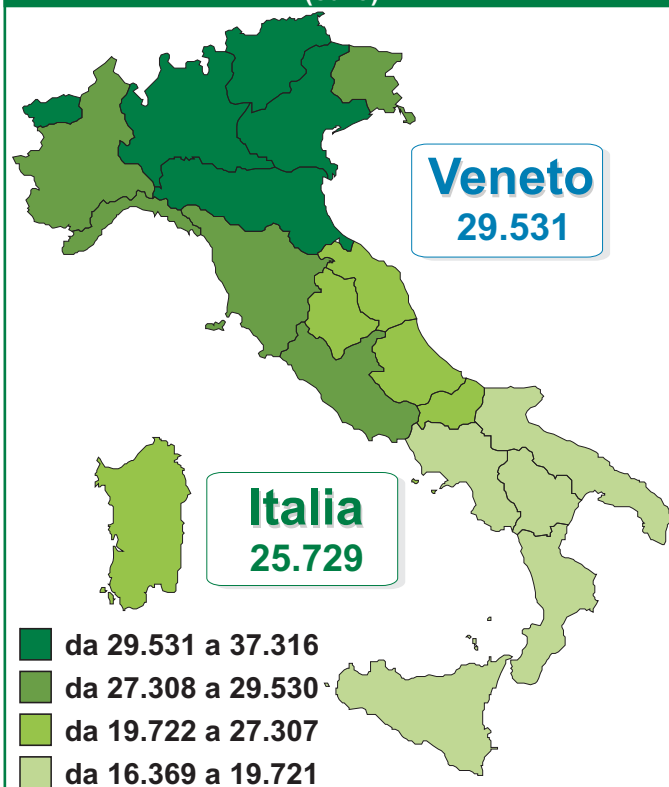 Veneto
29.531
Italia
25.729
da 29.531 a 37.316
da 27.308 a 29.530
da 19.722 a 27.307
da 16.369 a 19.721